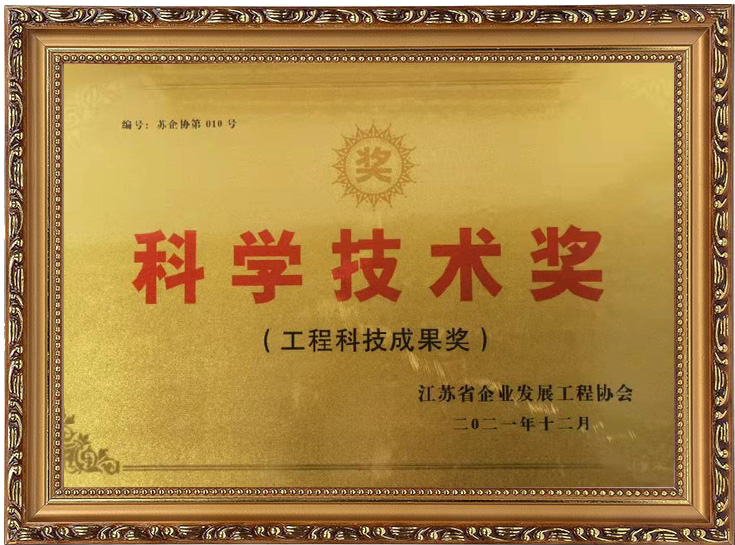 编号：苏企协第010号
奖
科学技术奖
（工程科技成果奖）
江苏省企业发展工程协会
二0二一年十二月